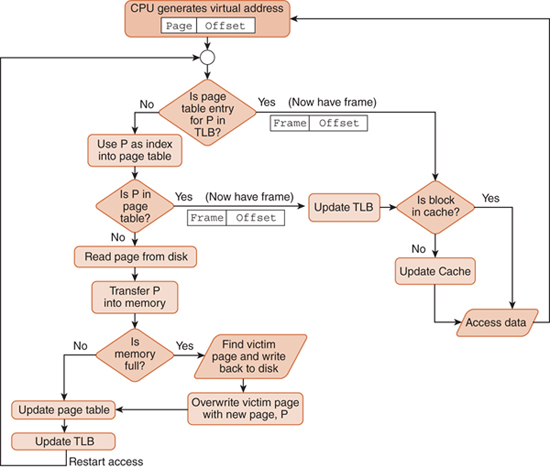 CPU generates virtual address
Page Offset
Is page
table entry
for P in
TLB?
No
Yes (Now have frame)
Frame Offset
Use P as index
into page table
Is P in
page
table?
Yes (Now have frame)
Frame Offset
Update TLB
Is block
in cache?
Yes
No
No
Read page from disk
Update Cache
Transfer P
into memory
Access data
Is
memory
full?
No
Yes
Find victim
page and write
back to disk
Update page table
Overwrite victim page
with new page, P
Update TLB
Restart access